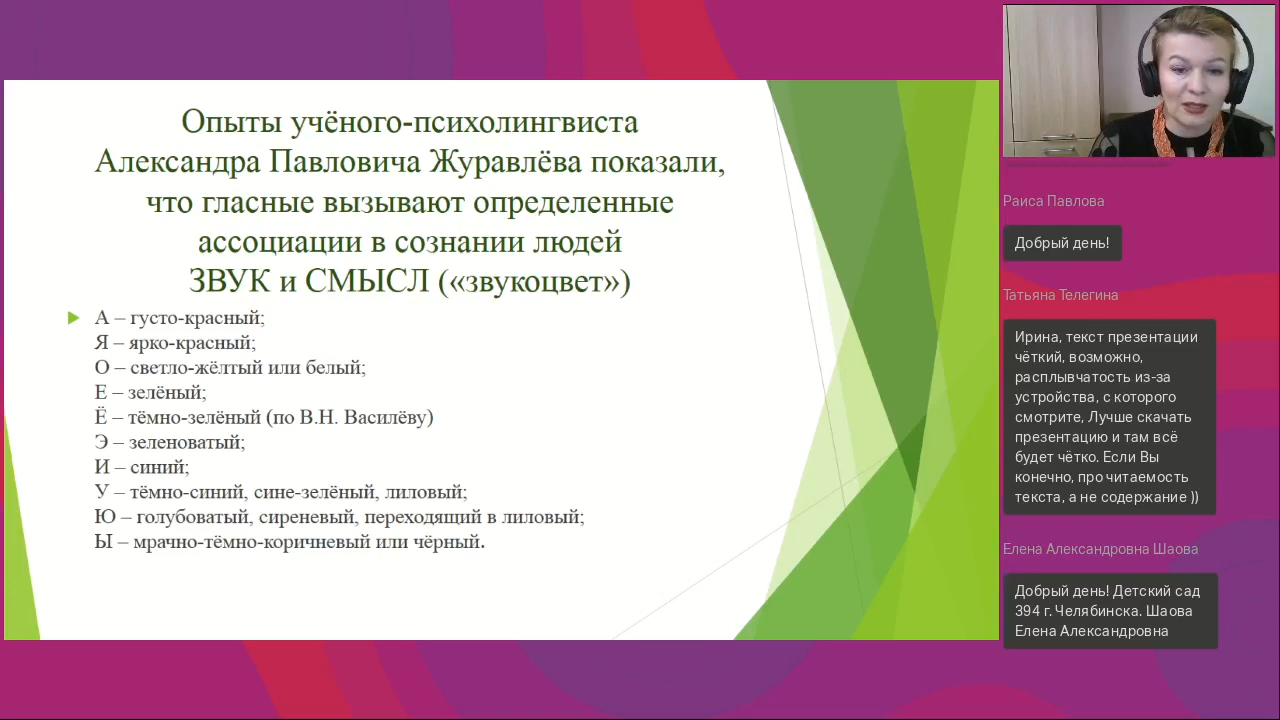 Опыты учёного-психолингвиста
Александра Павловича Журавлёва показали,
что гласные вызывают определенные
ассоциации в сознании людей
ЗВУК и СМЫСЛ («звукоцвет»)
А – густо-красный;
Я – ярко-красный;
О – светло-жёлтый или белый;
Е – зелёный;
Ё – тёмно-зелёный (по В.Н. Василёву)
Э – зеленоватый;
И – синий;
У – тёмно-синий, сине-зелёный, лиловый;
Ю – голубоватый, сиреневый, переходящий в лиловый;
Ы – мрачно-тёмно-коричневый или чёрный.
Раиса Павлова
Добрый день!
Татьяна Телегина
Ирина, текст презентации
чёткий, возможно,
расплывчатость из-за
устройства, с которого
смотрите, Лучше скачать
презентацию и там всё
будет чётко. Если Вы
конечно, про читаемость
текста, а не содержание ))
Елена Александровна Шаова
Добрый день! Детский сад
394 г. Челябинска. Шаова
Елена Александровна